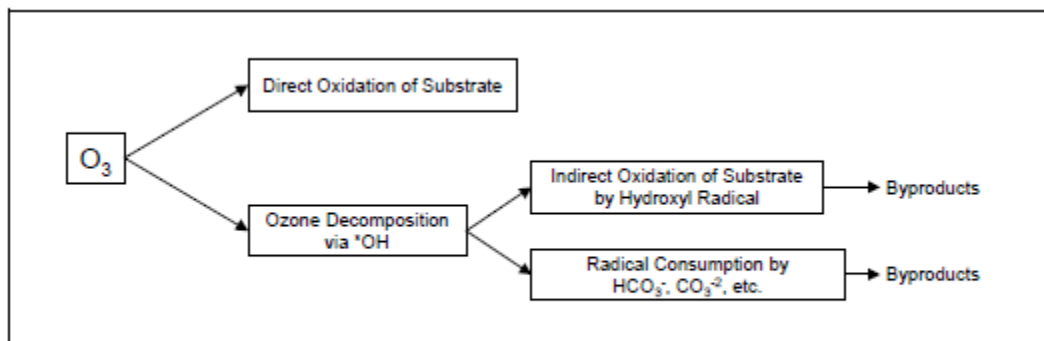 Direct Oxidation of Substrate
O₃
Indirect Oxidation of Substrate
by Hydroxyl Radical
Byproducts
Ozone Decomposition
via *OH
Radical Consumption by
HCO₃⁻, CO₃⁻², etc.
Byproducts